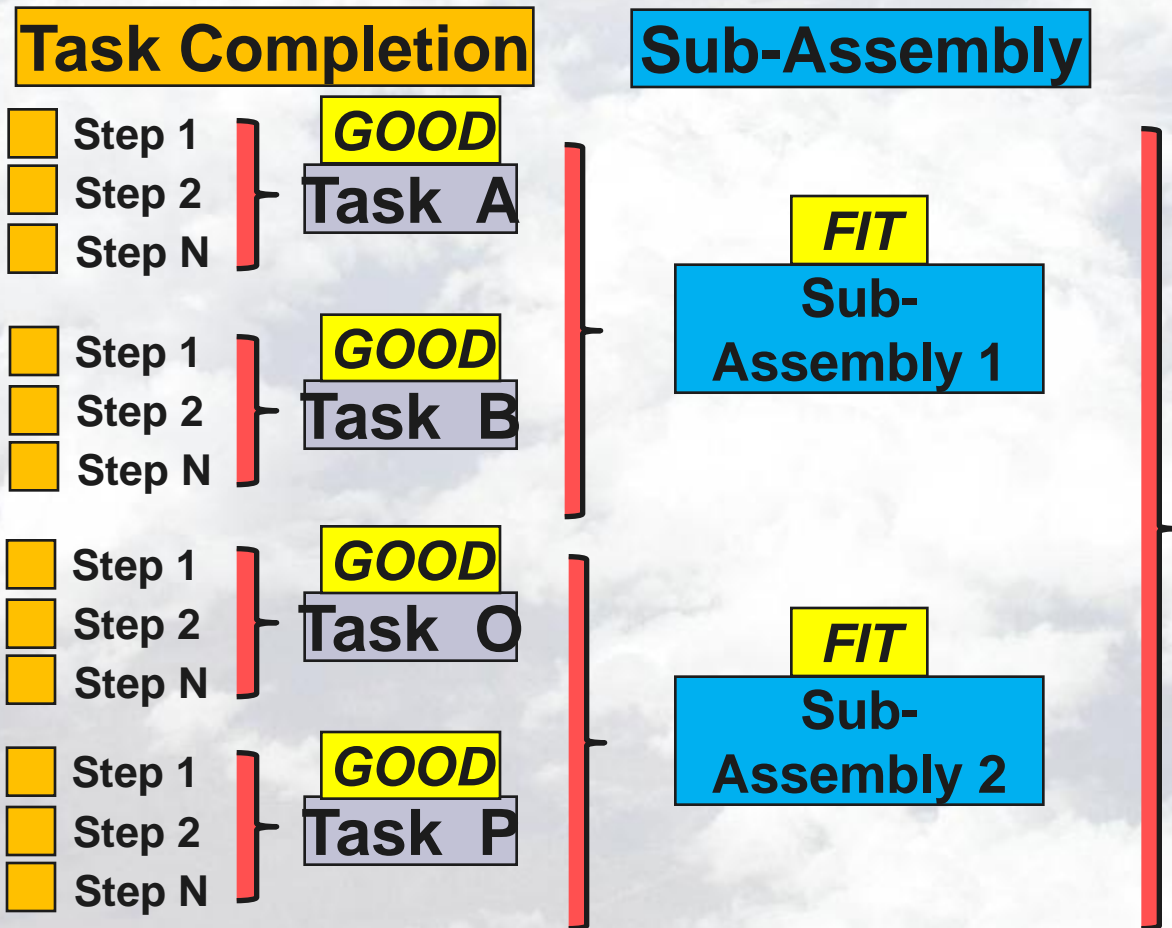 Task Completion
Sub-Assembly
Step 1
Step 2
Step N
GOOD
Task A
Step 1
Step 2
Step N
GOOD
Task B
FIT
Sub-
Assembly 1
Step 1
Step 2
Step N
GOOD
Task O
Step 1
Step 2
Step N
GOOD
Task P
FIT
Sub-
Assembly 2